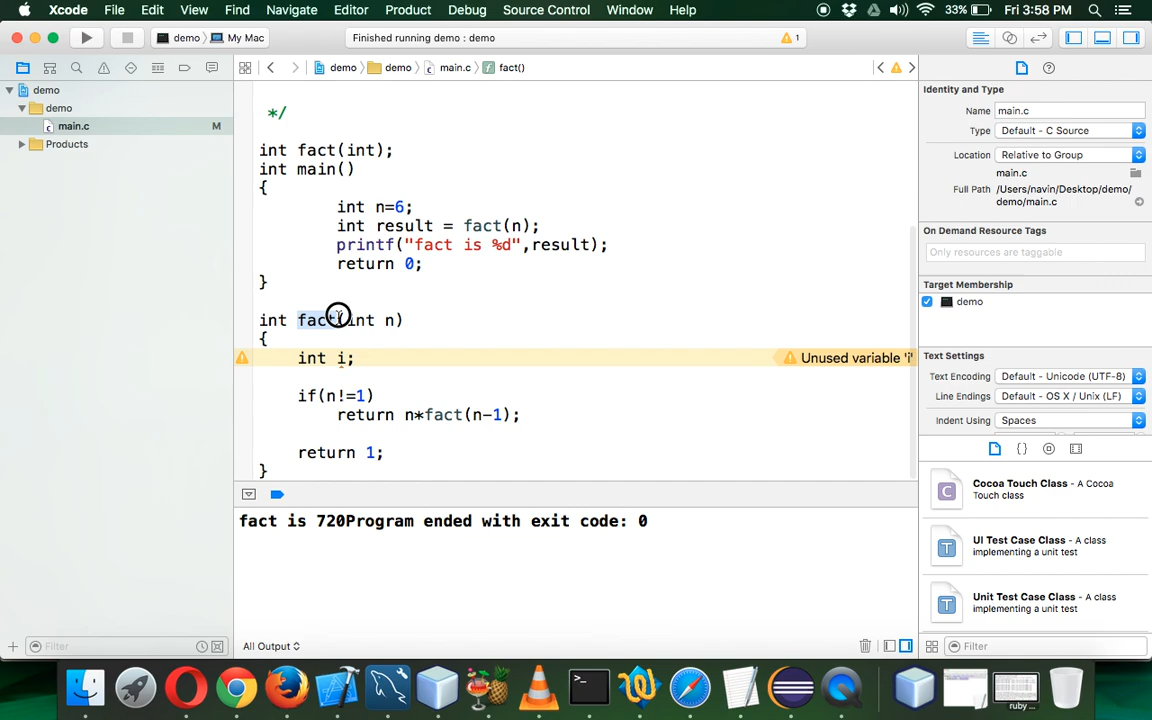 Xcode File Edit View Find Navigate Editor Product Debug Source Control Window Help 33% Fri 3:58 PM
demo My Mac Finished running demo : demo 1
demo demo main.c fact()
demo
demo
main.c M
Products
*/
int fact(int);
int main()
{
int n=6;
int result = fact(n);
printf("fact is %d",result);
return 0;
}
int fact(int n)
{
int i; Unused variable 'i'
if(n!=1)
return n*fact(n-1);
return 1;
}
fact is 720Program ended with exit code: 0
All Output
Filter
Identity and Type
Name main.c
Type Default - C Source
Location Relative to Group
main.c
Full Path /Users/navin/Desktop/demo/
demo/main.c
On Demand Resource Tags
Only resources are taggable
Target Membership
demo
Text Settings
Text Encoding Default - Unicode (UTF-8)
Line Endings Default - OS X / Unix (LF)
Indent Using Spaces
Cocoa Touch Class - A Cocoa
Touch class
UI Test Case Class - A class
implementing a unit test
Unit Test Case Class - A class
implementing a unit test
Filter
ruby ...